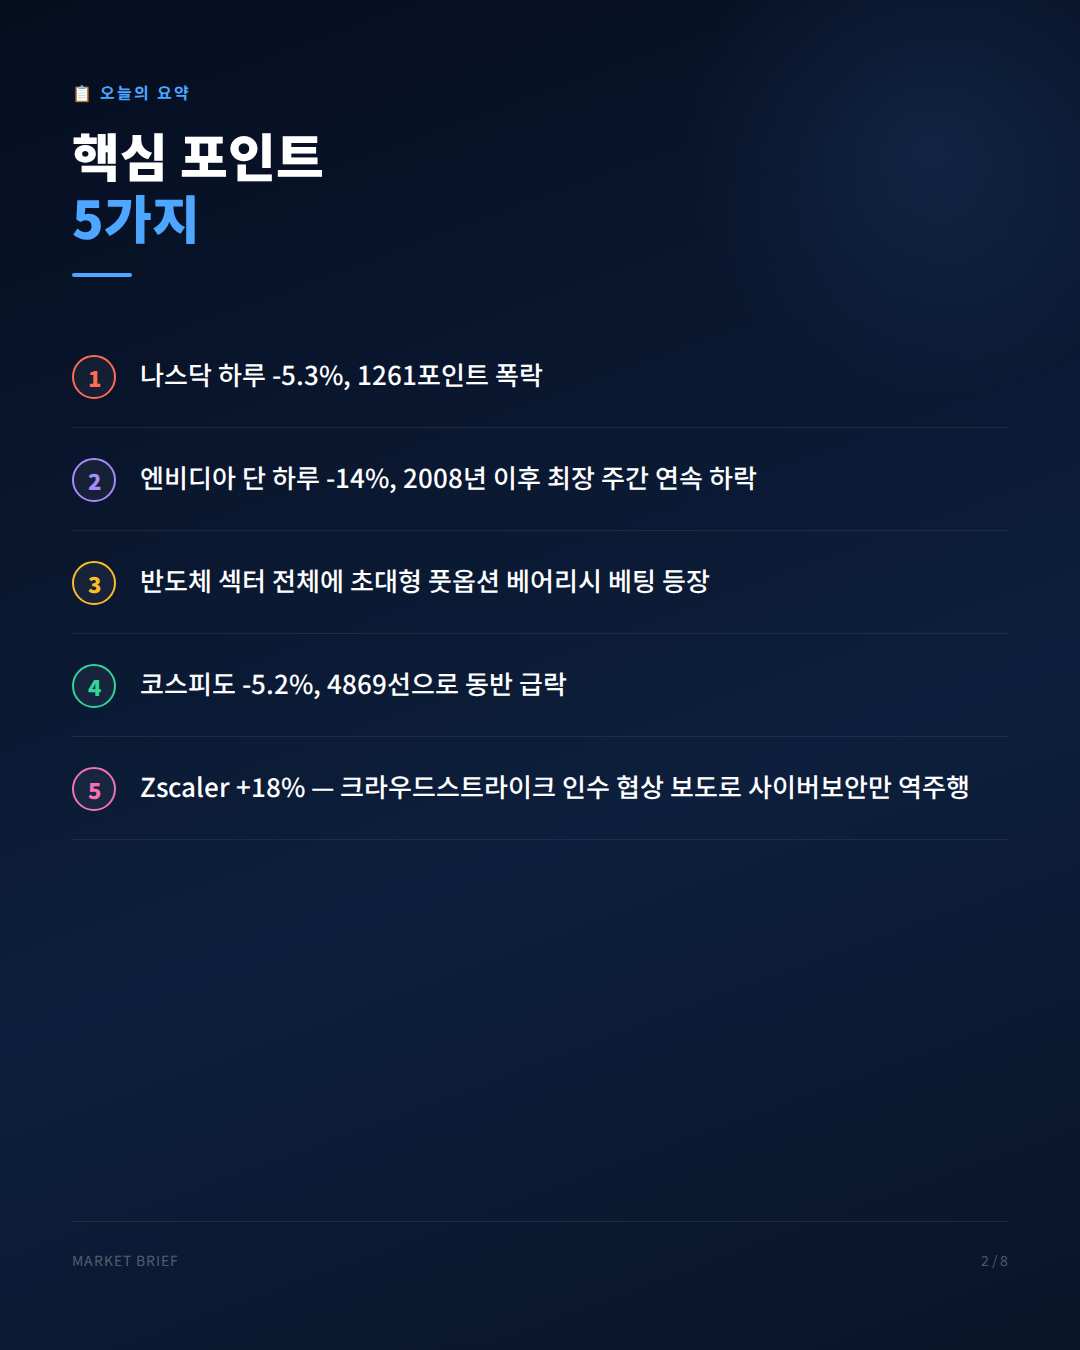 📋 오늘의 요약
핵심 포인트
5가지
1 나스닥 하루 -5.3%, 1261포인트 폭락
2 엔비디아 단 하루 -14%, 2008년 이후 최장 주간 연속 하락
3 반도체 섹터 전체에 초대형 풋옵션 베어리시 베팅 등장
4 코스피도 -5.2%, 4869선으로 동반 급락
5 Zscaler +18% — 크라우드스트라이크 인수 협상 보도로 사이버보안만 역주행
MARKET BRIEF
2 / 8